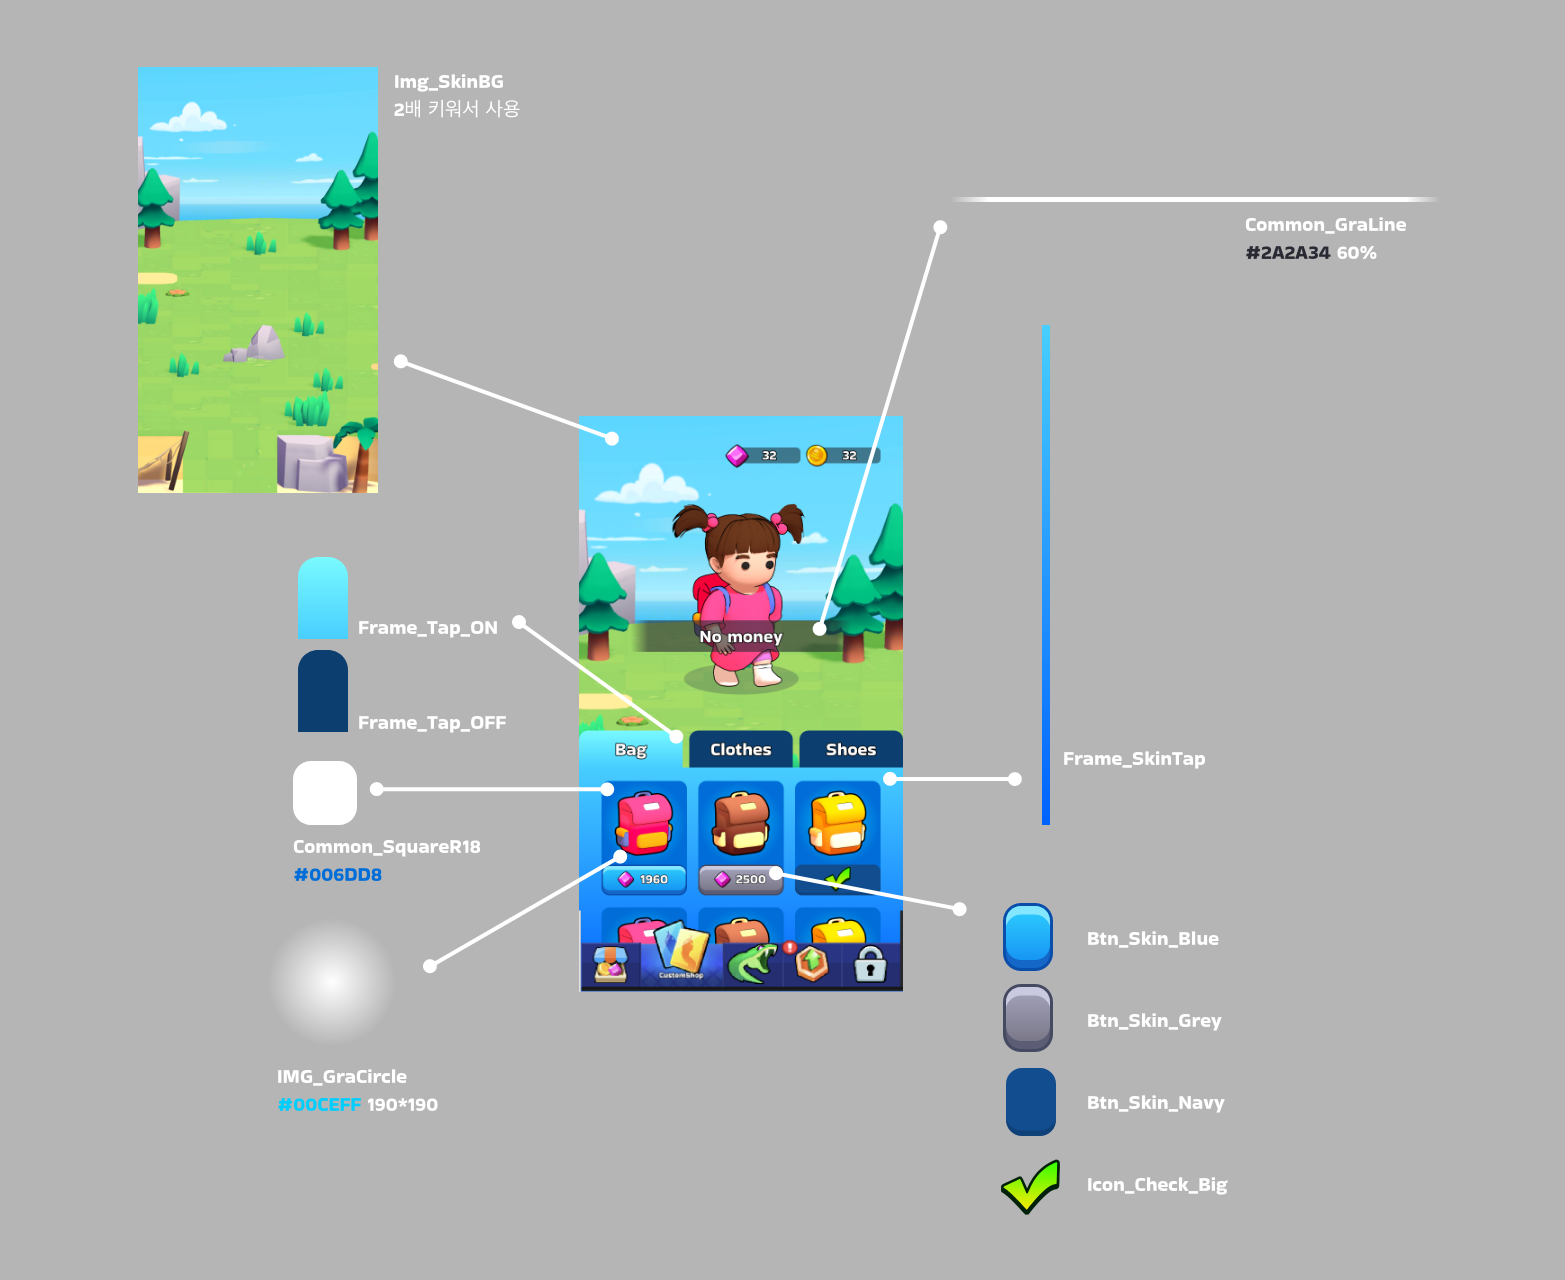 Img_SkinBG
2배 키워서 사용
Common_GraLine
#2A2A34 60%
32
32
No money
Frame_Tap_ON
Frame_Tap_OFF
Bag
Clothes
Shoes
Frame_SkinTap
Common_SquareR18
#006DD8
1960
2500
!
CustomShop
Btn_Skin_Blue
Btn_Skin_Grey
IMG_GraCircle
#00CEFF 190*190
Btn_Skin_Navy
Icon_Check_Big